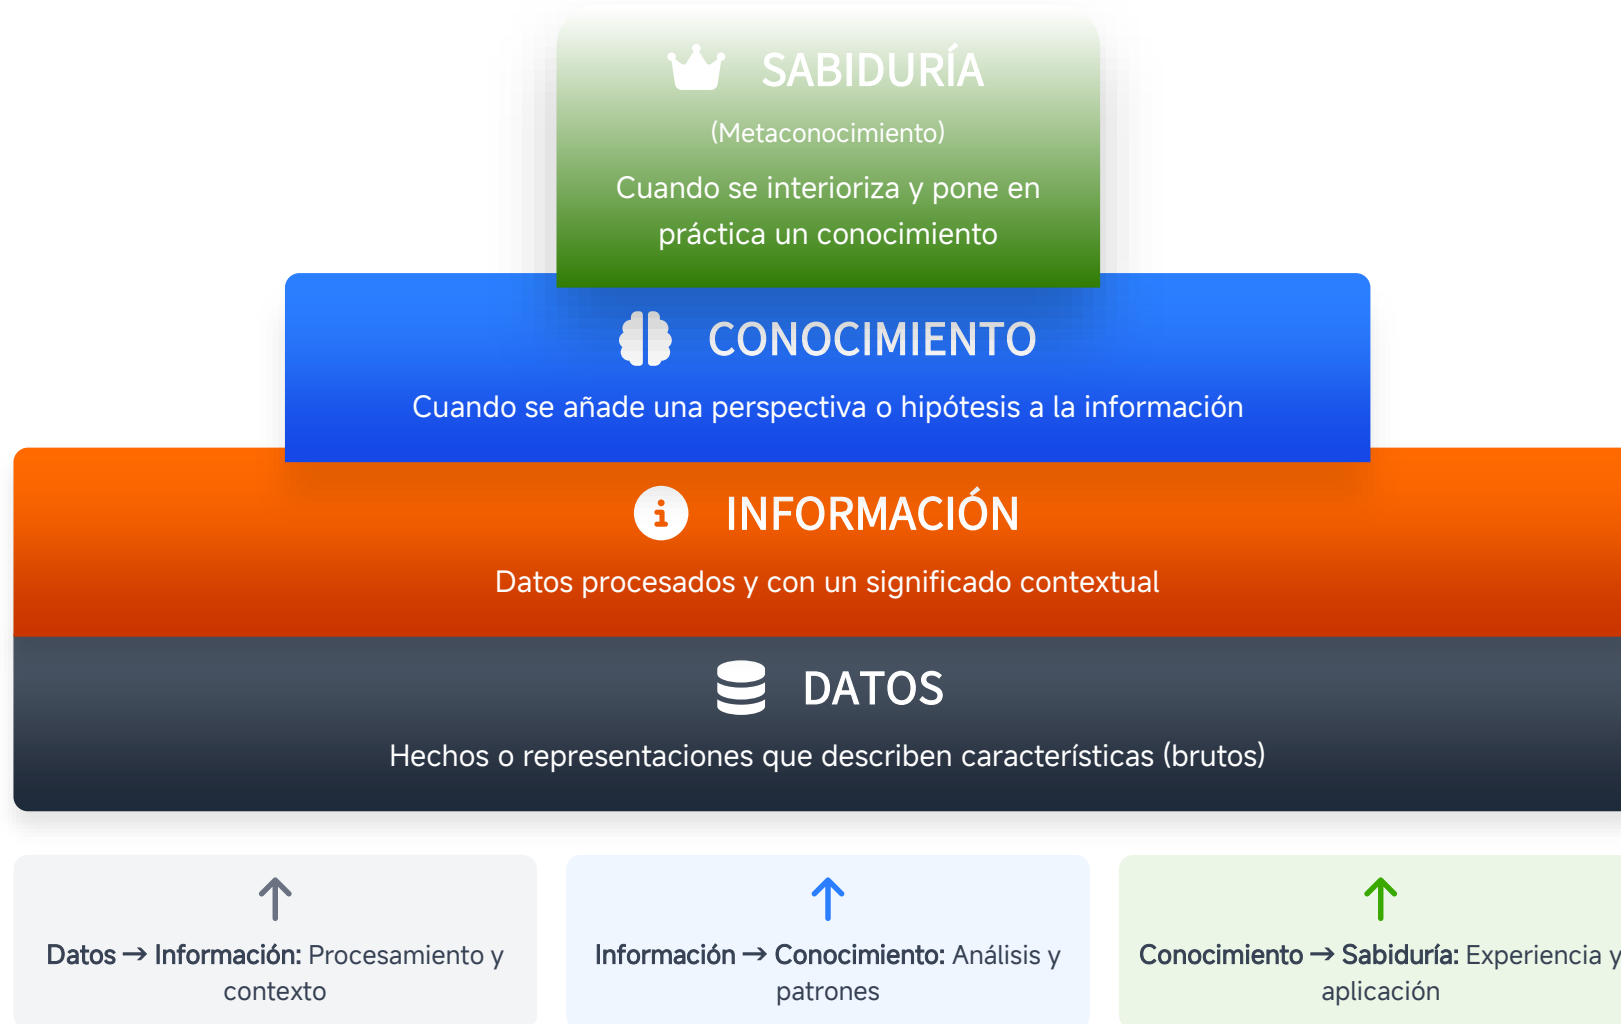 SABIDURÍA
(Metaconocimiento)
Cuando se interioriza y pone en
práctica un conocimiento
CONOCIMIENTO
Cuando se añade una perspectiva o hipótesis a la información
INFORMACIÓN
Datos procesados y con un significado contextual
DATOS
Hechos o representaciones que describen características (brutos)
Datos → Información: Procesamiento y
contexto
Información → Conocimiento: Análisis y
patrones
Conocimiento → Sabiduría: Experiencia y
aplicación